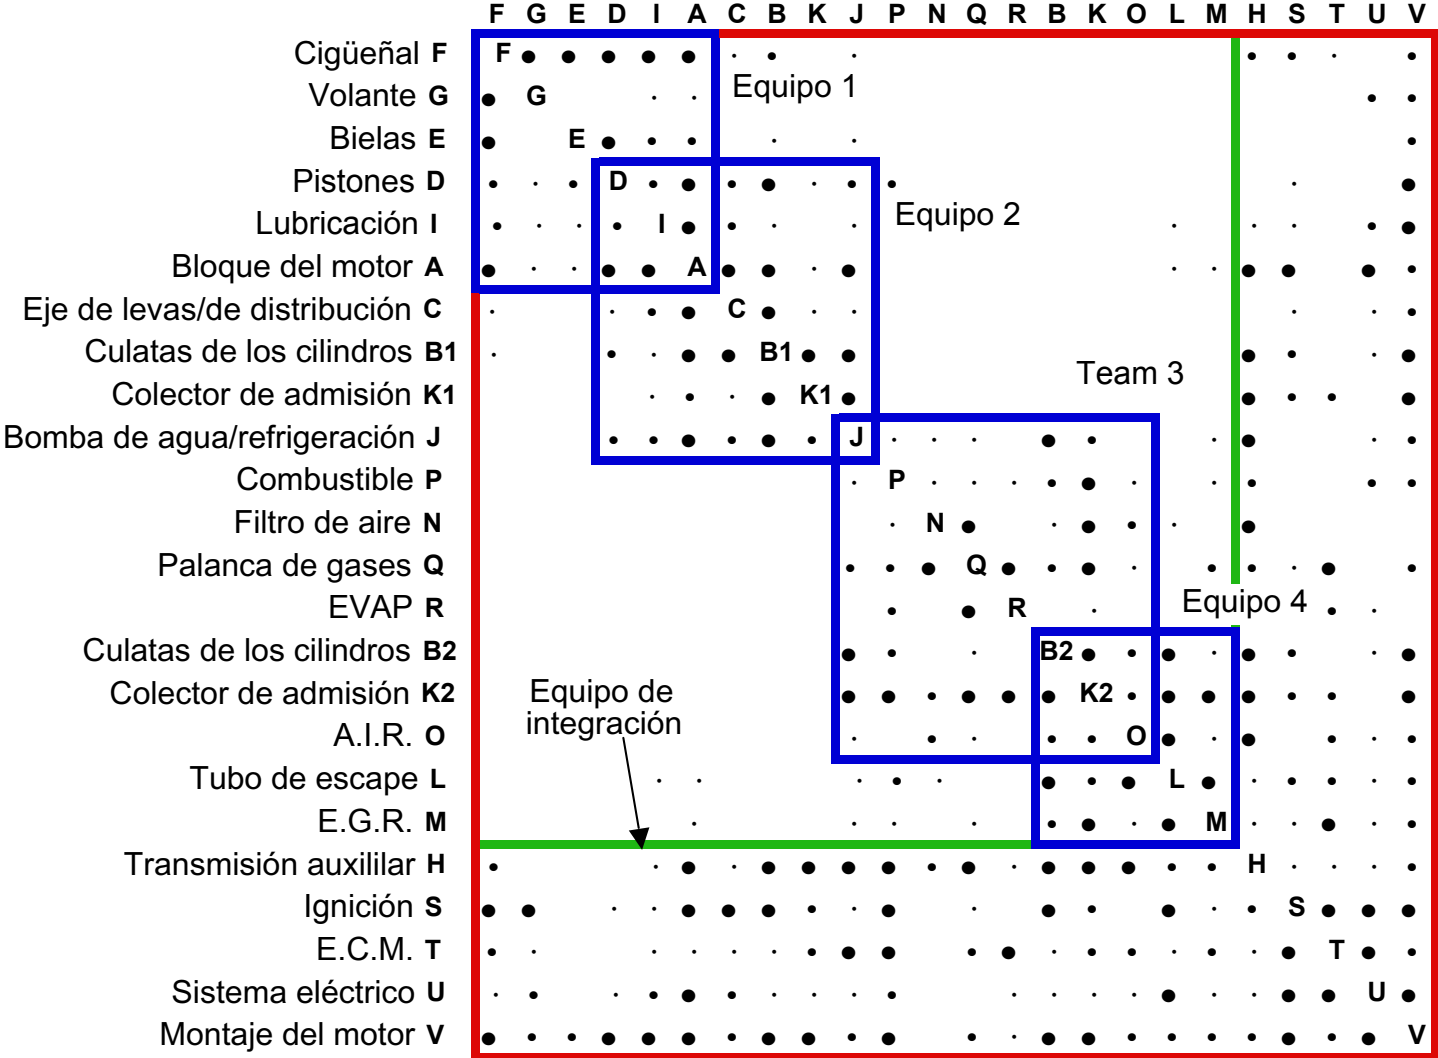 F G E D I A C B K J P N Q R B K O L M H S T U V
Cigüeñal F F
Equipo 1
Volante G G
Bielas E E
Pistones D D
Equipo 2
Lubricación I I
Bloque del motor A A
Eje de levas/de distribución C C
Culatas de los cilindros B1 B1
Team 3
Colector de admisión K1 K1
Bomba de agua/refrigeración J J
Combustible P P
Filtro de aire N N
Palanca de gases Q Q
EVAP R R
Equipo 4
Culatas de los cilindros B2 B2
Colector de admisión K2 K2
Equipo de
integración
A.I.R. O O
Tubo de escape L L
E.G.R. M M
Transmisión auxililar H H
Ignición S S
E.C.M. T T
Sistema eléctrico U U
Montaje del motor V V